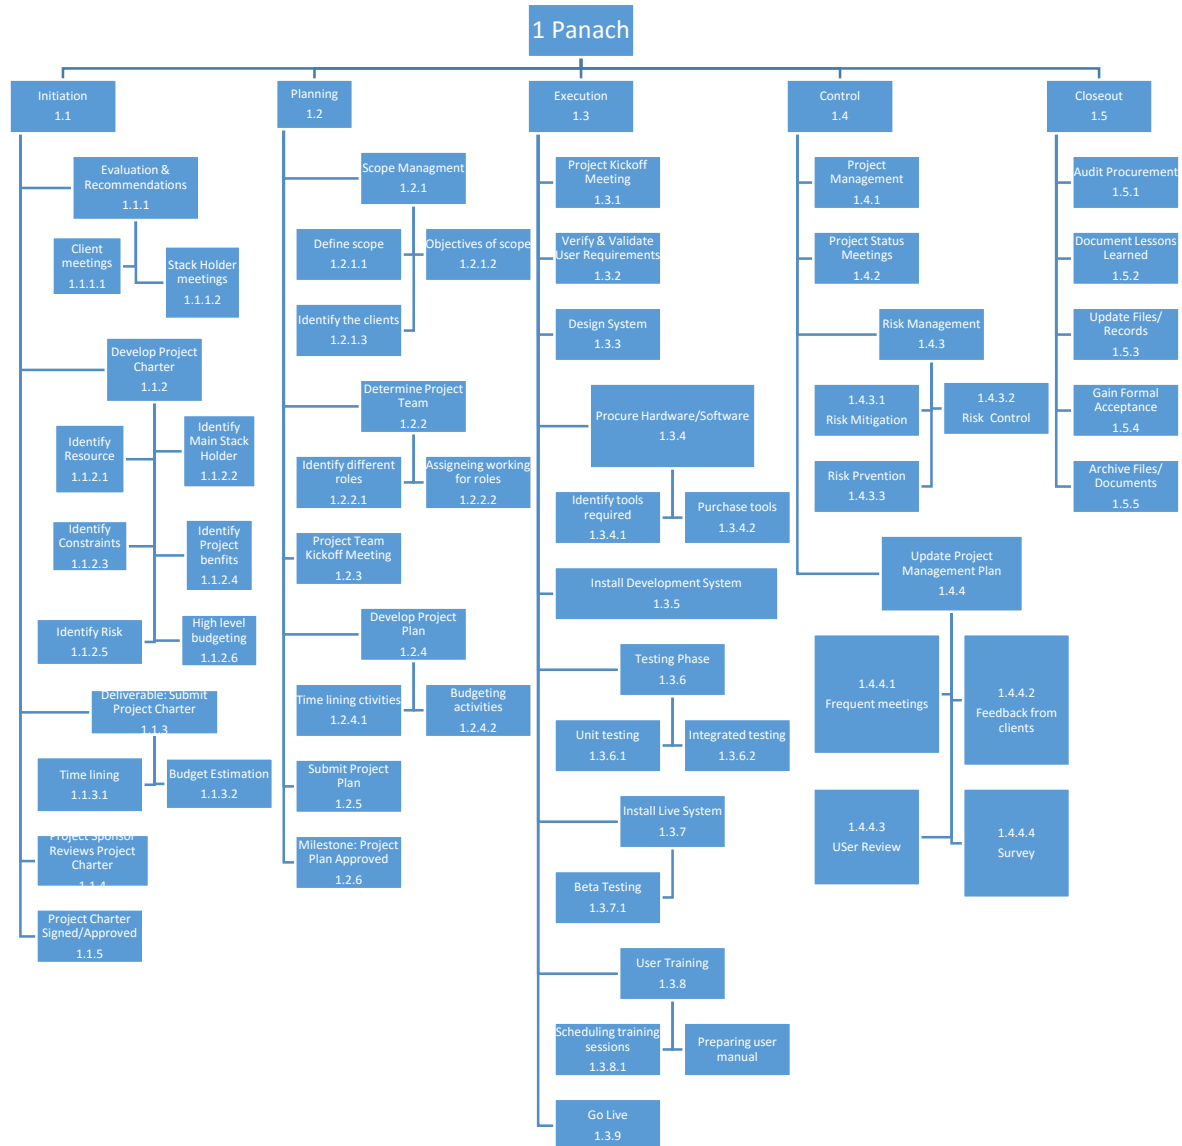 1 Panach
Initiation
1.1
Evaluation &
Recommendations
1.1.1
Client
meetings
1.1.1.1
Stack Holder
meetings
1.1.1.2
Develop Project
Charter
1.1.2
Identify
Resource
1.1.2.1
Identify
Main Stack
Holder
1.1.2.2
Identify
Constraints
1.1.2.3
Identify
Project
benfits
1.1.2.4
Identify Risk
1.1.2.5
High level
budgeting
1.1.2.6
Deliverable: Submit
Project Charter
1.1.3
Time lining
1.1.3.1
Budget Estimation
1.1.3.2
Project Sponsor
Reviews Project
Charter
1.1.4
Project Charter
Signed/Approved
1.1.5
Planning
1.2
Scope Managment
1.2.1
Define scope
1.2.1.1
Objectives of scope
1.2.1.2
Identify the clients
1.2.1.3
Determine Project
Team
1.2.2
Identify different
roles
1.2.2.1
Assigneing working
for roles
1.2.2.2
Project Team
Kickoff Meeting
1.2.3
Develop Project
Plan
1.2.4
Time lining ctivities
1.2.4.1
Budgeting
activities
1.2.4.2
Submit Project
Plan
1.2.5
Milestone: Project
Plan Approved
1.2.6
Execution
1.3
Project Kickoff
Meeting
1.3.1
Verify & Validate
User Requirements
1.3.2
Design System
1.3.3
Procure Hardware/Software
1.3.4
Identify tools
required
1.3.4.1
Purchase tools
1.3.4.2
Install Development System
1.3.5
Testing Phase
1.3.6
Unit testing
1.3.6.1
Integrated testing
1.3.6.2
Install Live System
1.3.7
Beta Testing
1.3.7.1
User Training
1.3.8
Scheduling training
sessions
1.3.8.1
Preparing user
manual
Go Live
1.3.9
Control
1.4
Project
Management
1.4.1
Project Status
Meetings
1.4.2
Risk Management
1.4.3
1.4.3.1
Risk Mitigation
1.4.3.2
Risk Control
Risk Prvention
1.4.3.3
Update Project
Management Plan
1.4.4
1.4.4.1
Frequent meetings
1.4.4.2
Feedback from
clients
1.4.4.3
USer Review
1.4.4.4
Survey
Closeout
1.5
Audit Procurement
1.5.1
Document Lessons
Learned
1.5.2
Update Files/
Records
1.5.3
Gain Formal
Acceptance
1.5.4
Archive Files/
Documents
1.5.5